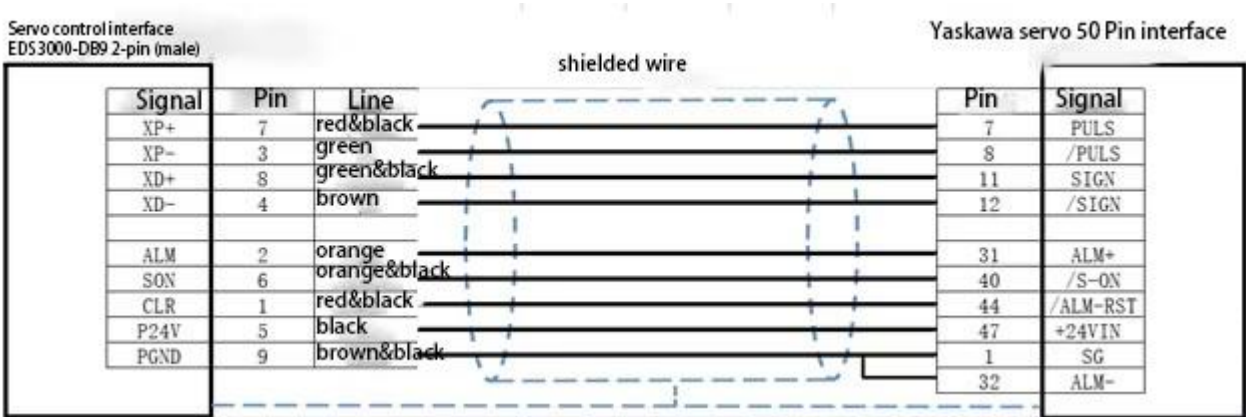 Servo control interface
EDS3000-DB9 2-pin (male)
Yaskawa servo 50 Pin interface
shielded wire
Signal Pin Line Pin Signal
XP+ 7 red&black 7 PULS
XP- 3 green 8 /PULS
XD+ 8 green&black 11 SIGN
XD- 4 brown 12 /SIGN
ALM 2 orange 31 ALM+
SON 6 orange&black 40 /S-ON
CLR 1 red&black 44 /ALM-RST
P24V 5 black 47 +24VIN
PGND 9 brown&black 1 SG
32 ALM-